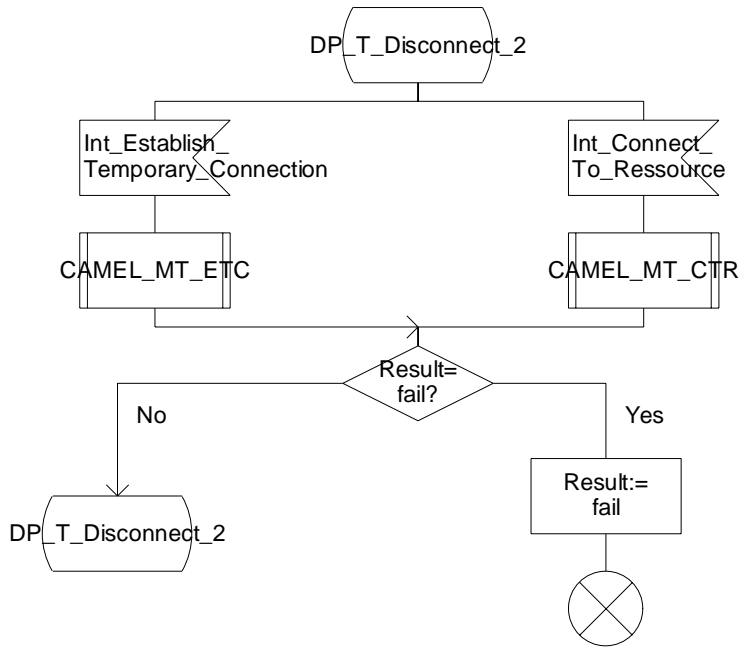 DP_T_Disconnect_2
Int_Establish_
Temporary_Connection
Int_Connect_
To_Ressource
CAMEL_MT_ETC
CAMEL_MT_CTR
Result=
fail?
No
Yes
Result:=
fail
DP_T_Disconnect_2